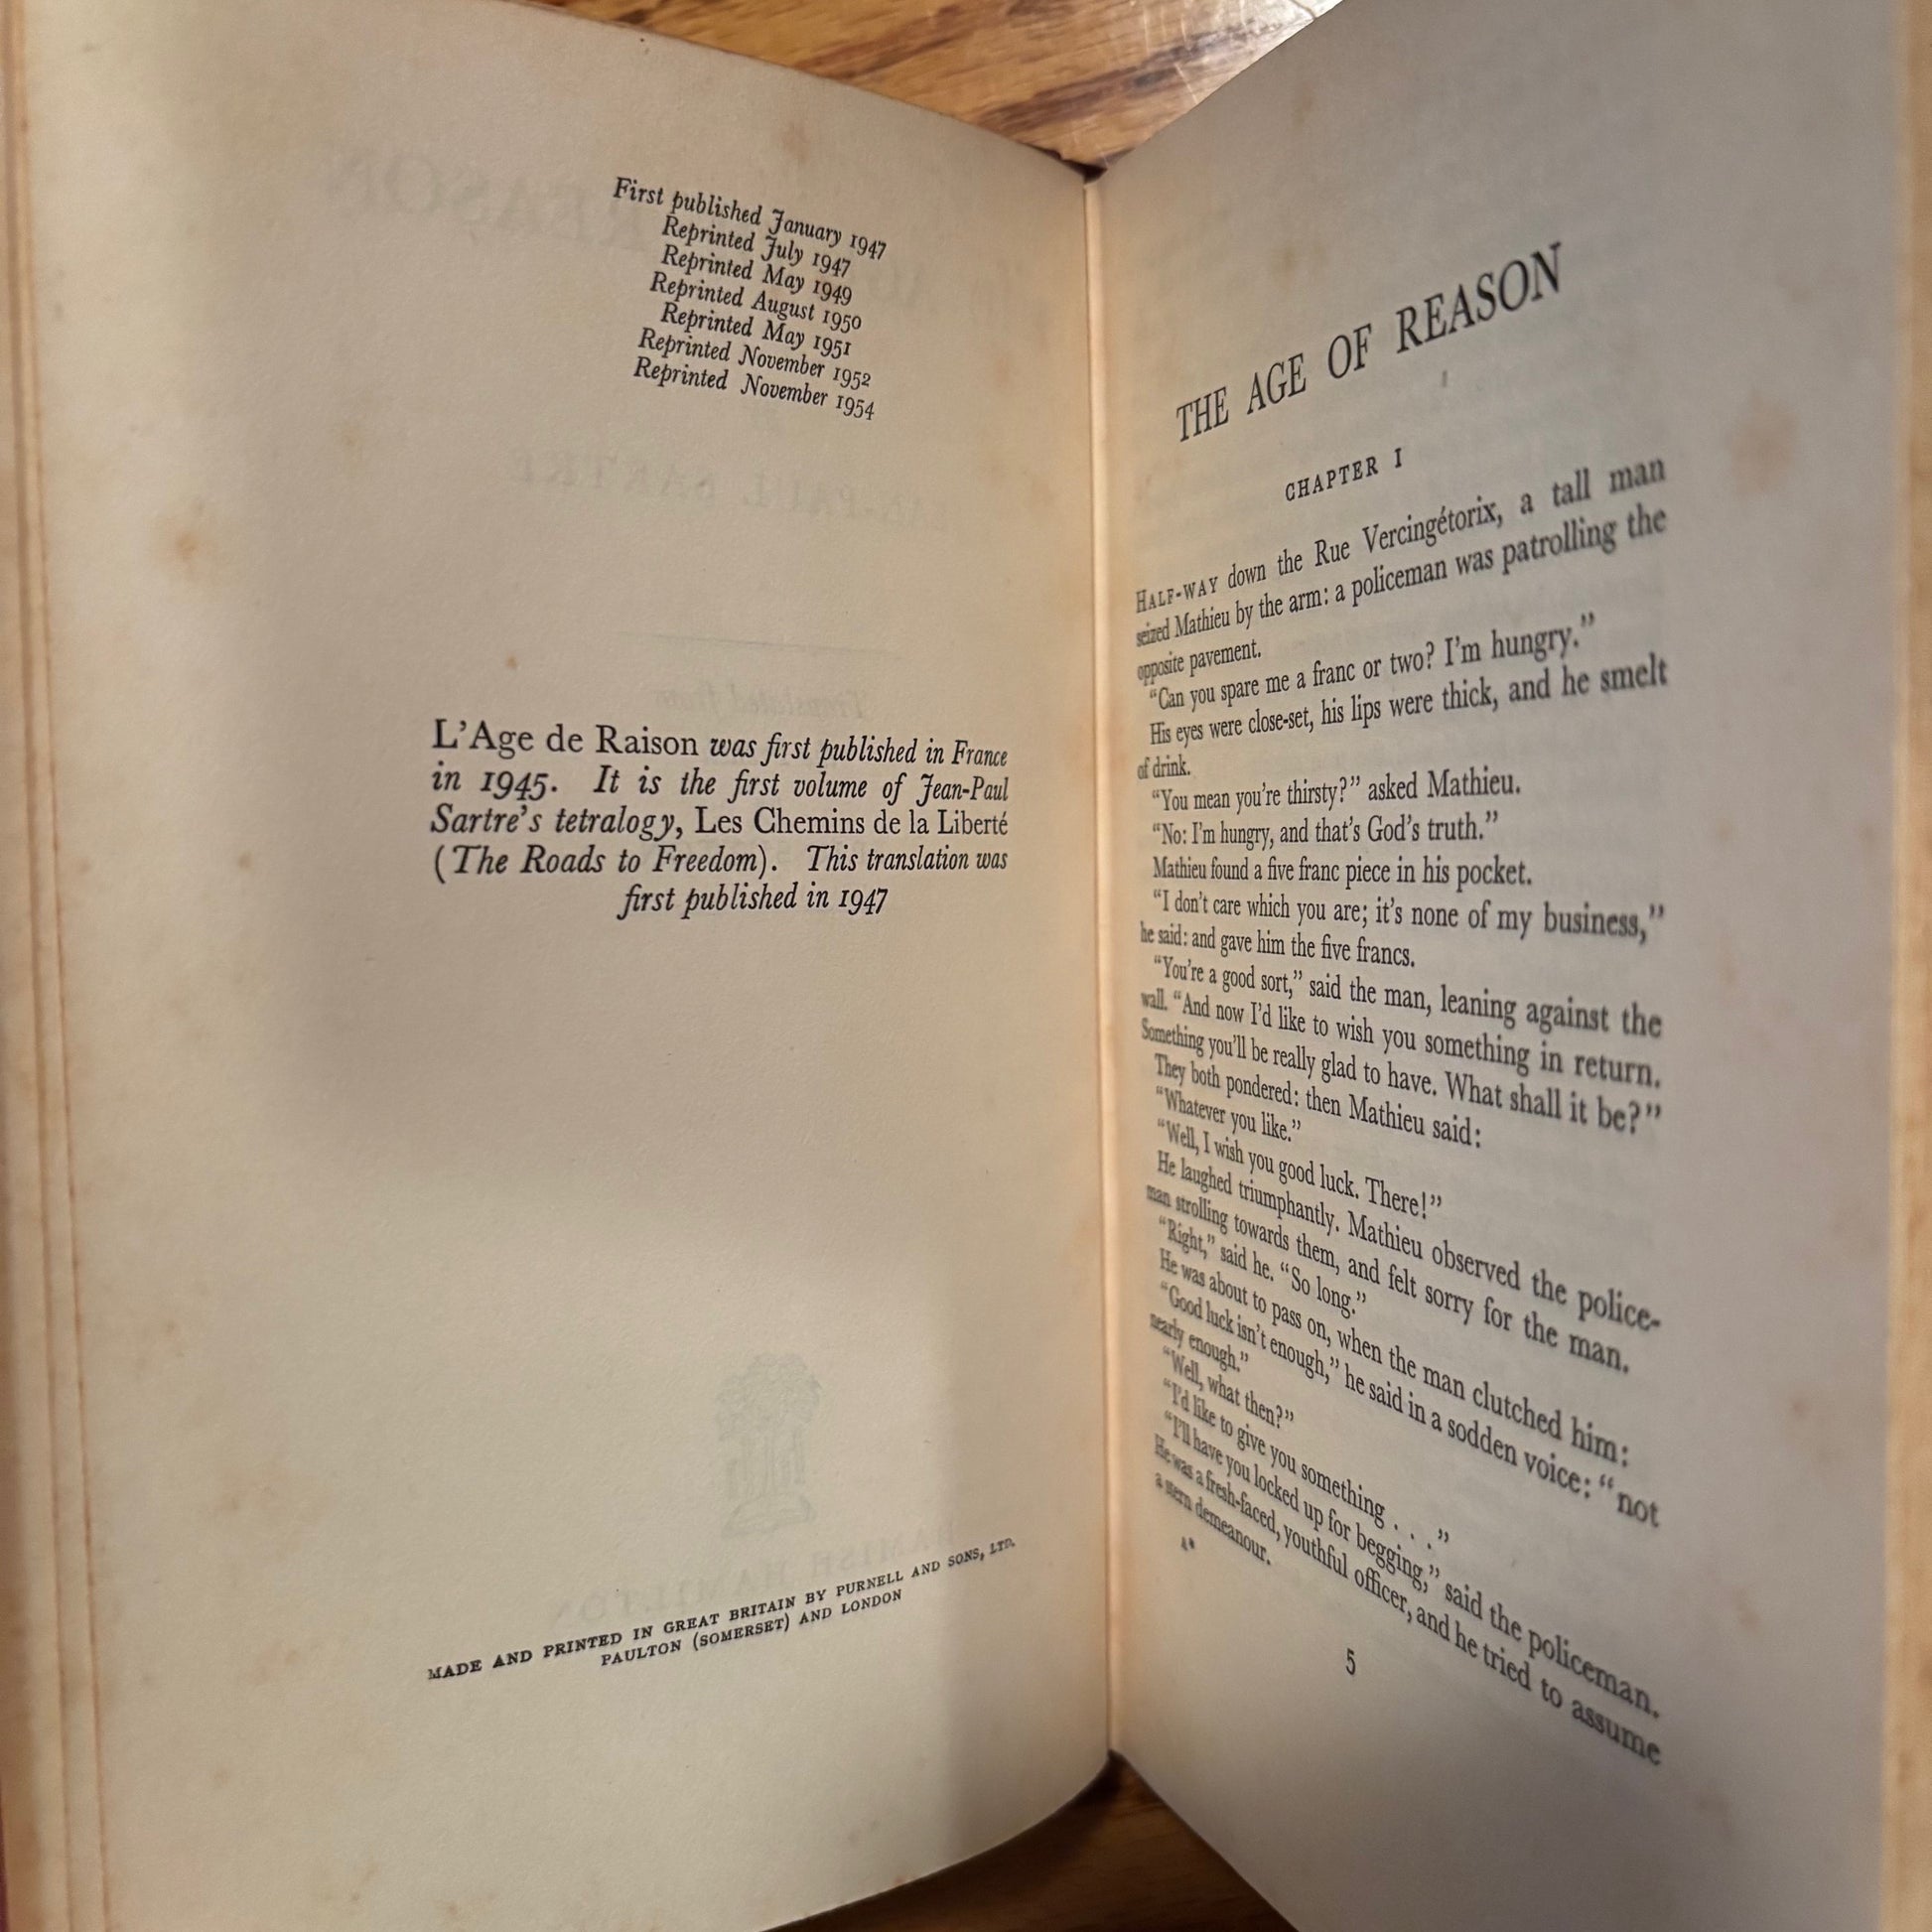 First published January 1947
Reprinted July 1947
Reprinted May 1949
Reprinted August 1950
Reprinted May 1951
Reprinted November 1952
Reprinted November 1954
L'Age de Raison was first published in France
in 1945. It is the first volume of Jean-Paul
Sartre's tetralogy, Les Chemins de la Liberté
(The Roads to Freedom). This translation was
first published in 1947
MADE AND PRINTED IN GREAT BRITAIN BY PURNELL AND SONS, LTD.
PAULTON (SOMERSET) AND LONDON
THE AGE OF REASON
CHAPTER I
HALF-WAY down the Rue Vercingétorix, a tall man
seized Mathieu by the arm: a policeman was patrolling the
opposite pavement.
"Can you spare me a franc or two? I'm hungry."
His eyes were close-set, his lips were thick, and he smelt
of drink.
"You mean you're thirsty?" asked Mathieu.
"No: I'm hungry, and that's God's truth."
Mathieu found a five franc piece in his pocket.
"I don't care which you are; it's none of my business,"
he said: and gave him the five francs.
"You're a good sort," said the man, leaning against the
wall. "And now I'd like to wish you something in return.
Something you'll be really glad to have. What shall it be?"
They both pondered: then Mathieu said:
"Whatever you like."
"Well, I wish you good luck. There!"
He laughed triumphantly. Mathieu observed the police-
man strolling towards them, and felt sorry for the man.
"Right," said he. "So long."
He was about to pass on, when the man clutched him:
"Good luck isn't enough," he said in a sodden voice: "not
nearly enough."
"Well, what then?"
"I'd like to give you something . . ."
"I'll have you locked up for begging," said the policeman.
He was a fresh-faced, youthful officer, and he tried to assume
a stern demeanour.
A*
5